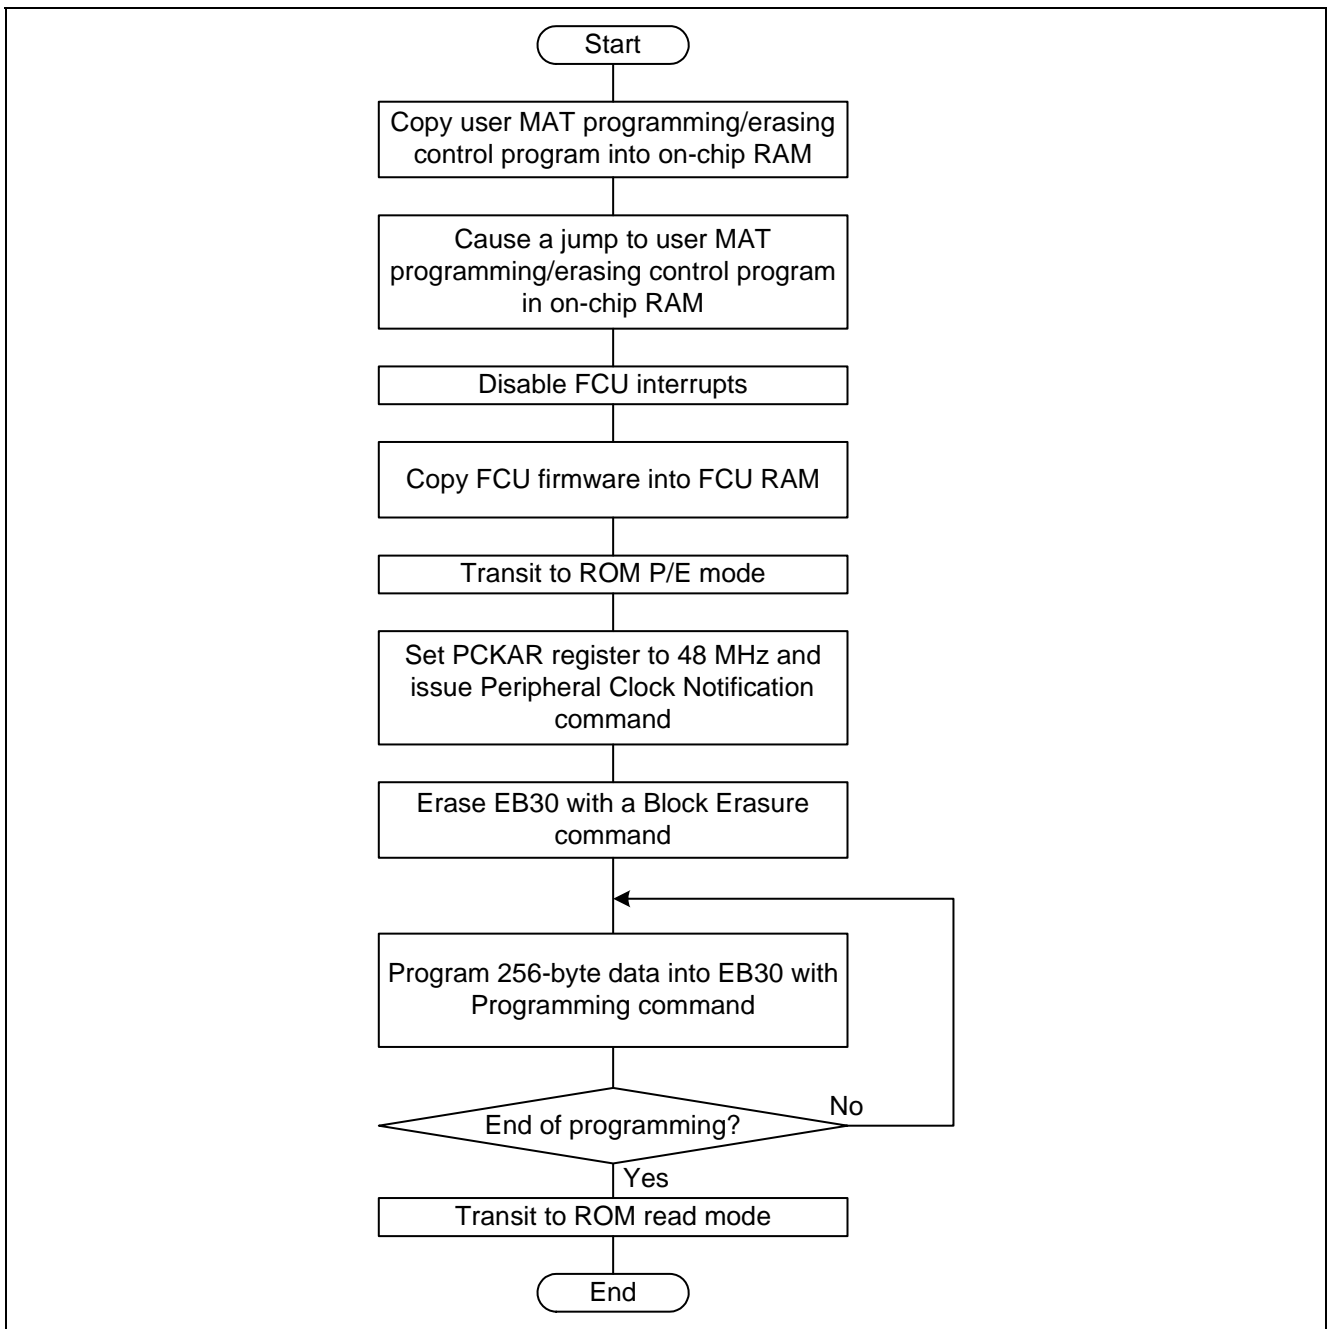 Start
Copy user MAT programming/erasing
control program into on-chip RAM
Cause a jump to user MAT
programming/erasing control program
in on-chip RAM
Disable FCU interrupts
Copy FCU firmware into FCU RAM
Transit to ROM P/E mode
Set PCKAR register to 48 MHz and
issue Peripheral Clock Notification
command
Erase EB30 with a Block Erasure
command
Program 256-byte data into EB30 with
Programming command
End of programming?
No
Yes
Transit to ROM read mode
End